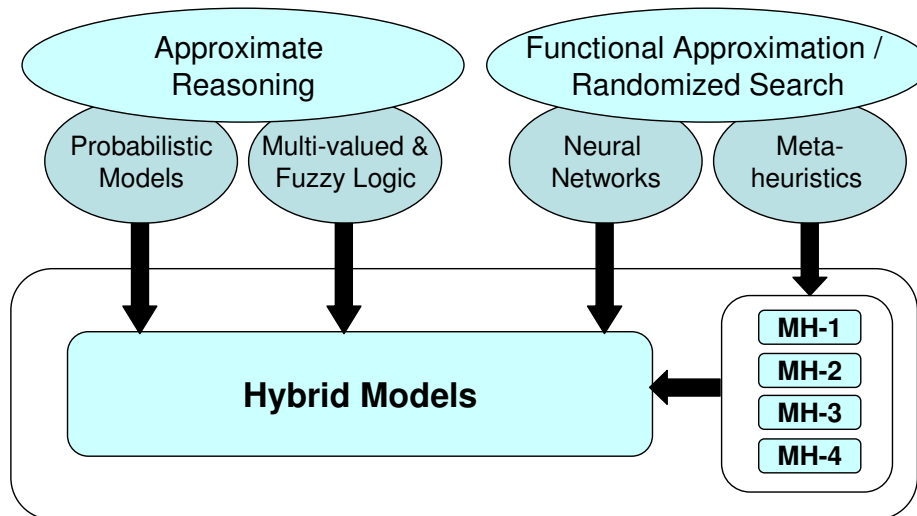 Approximate
Reasoning
Functional Approximation /
Randomized Search
Probabilistic
Models
Multi-valued &
Fuzzy Logic
Neural
Networks
Meta-
heuristics
Hybrid Models
MH-1
MH-2
MH-3
MH-4